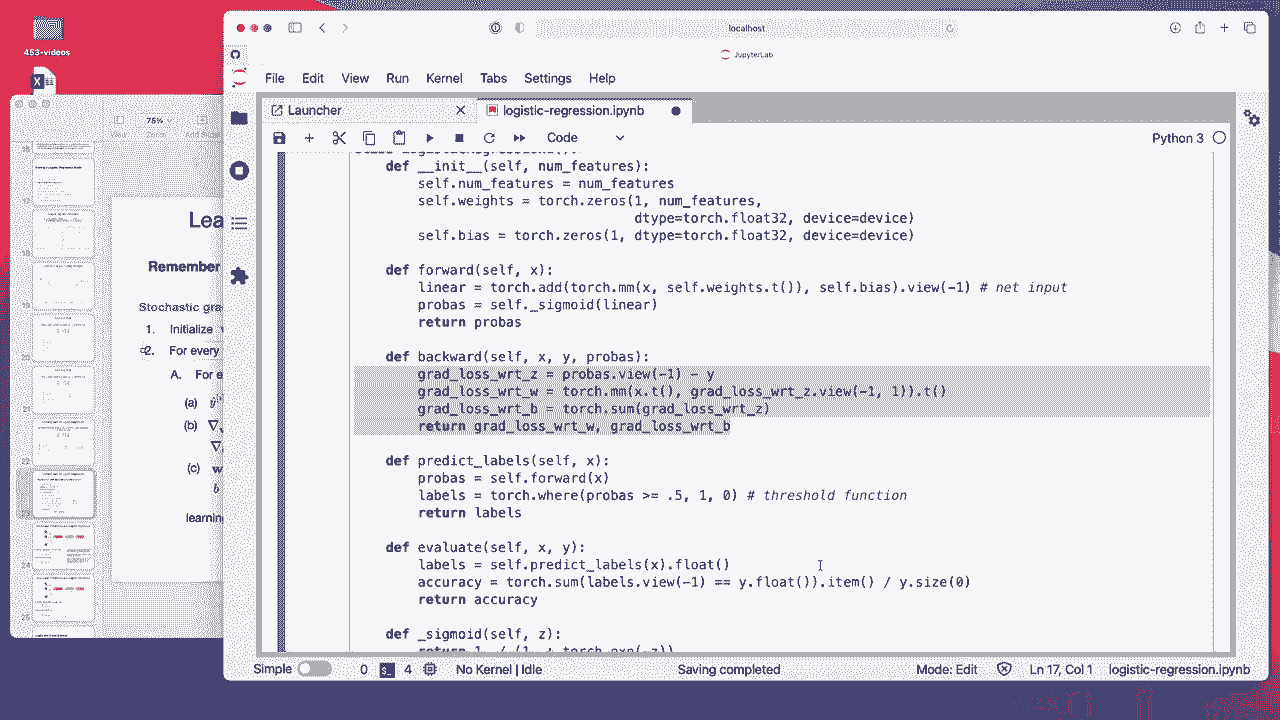 453-videos
localhost
JupyterLab
File Edit View Run Kernel Tabs Settings Help
Launcher
logistic-regression.ipynb
Code
Python 3
75%
def __init__(self, num_features):
self.num_features = num_features
self.weights = torch.zeros(1, num_features,
dtype=torch.float32, device=device)
self.bias = torch.zeros(1, dtype=torch.float32, device=device)
def forward(self, x):
linear = torch.add(torch.mm(x, self.weights.t()), self.bias).view(-1) # net input
probas = self._sigmoid(linear)
return probas
def backward(self, x, y, probas):
grad_loss_wrt_z = probas.view(-1) - y
grad_loss_wrt_w = torch.mm(x.t(), grad_loss_wrt_z.view(-1, 1)).t()
grad_loss_wrt_b = torch.sum(grad_loss_wrt_z)
return grad_loss_wrt_w, grad_loss_wrt_b
def predict_labels(self, x):
probas = self.forward(x)
labels = torch.where(probas >= .5, 1, 0) # threshold function
return labels
def evaluate(self, x, y):
labels = self.predict_labels(x).float()
accuracy = torch.sum(labels.view(-1) == y.float()).item() / y.size(0)
return accuracy
def _sigmoid(self, z):
return 1. / (1. + torch.exp(-z))
Lea
Remember
Stochastic gra
1. Initialize
2. For every
A. For e
(a)
(b)
(c) w
learning
Simple 0 4 No Kernel | Idle Saving completed Mode: Edit Ln 17, Col 1 logistic-regression.ipynb